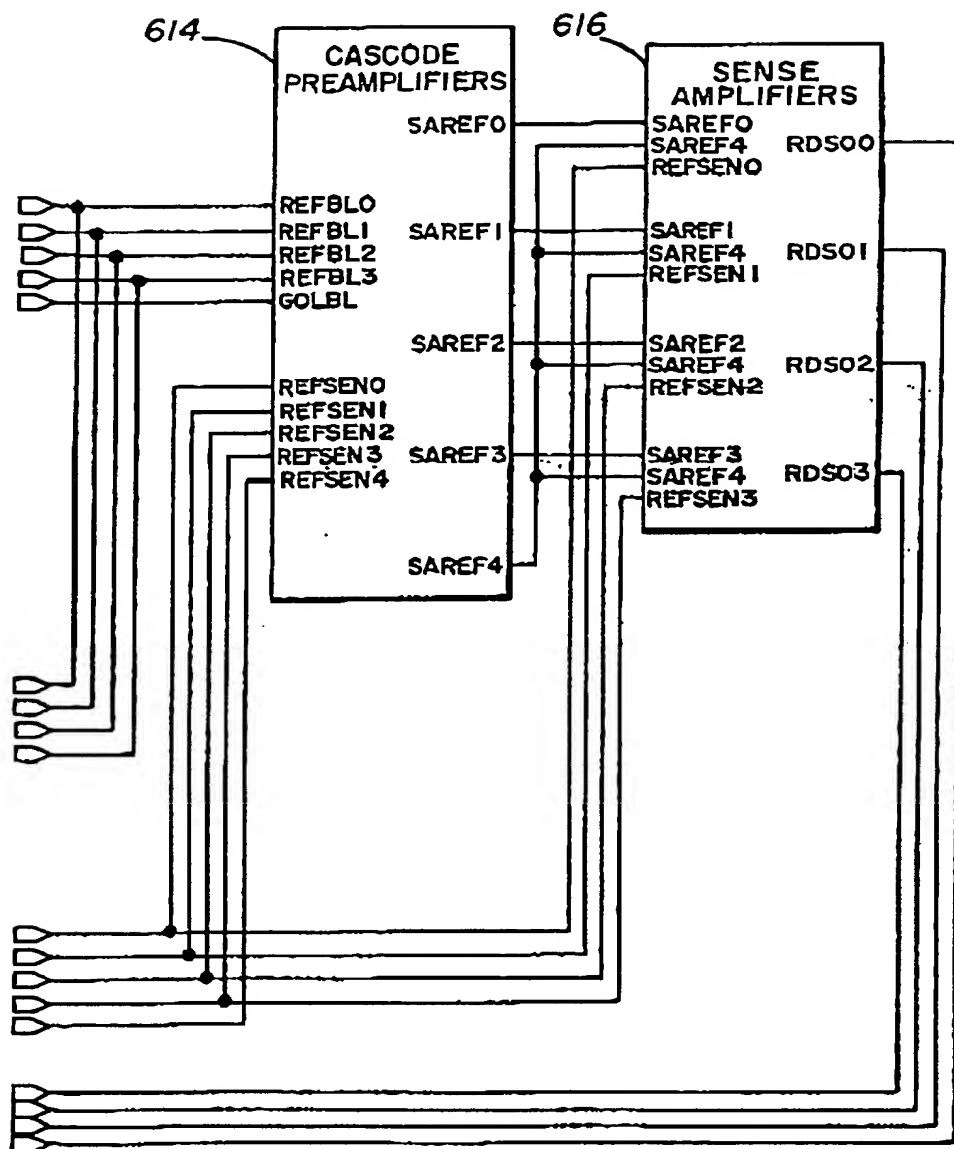 614
CASCODE
PREAMPLIFIERS
SAREF0
REFBL0
REFBL1
SAREF1
REFBL2
REFBL3
GOLBL
SAREF2
REFSEN0
REFSEN1
REFSEN2
REFSEN3
SAREF3
REFSEN4
SAREF4
616
SENSE
AMPLIFIERS
SAREF0
RDS00
SAREF4
REFSEN0
SAREF1
RDS01
SAREF4
REFSEN1
SAREF2
RDS02
SAREF4
REFSEN2
SAREF3
RDS03
SAREF4
REFSEN3